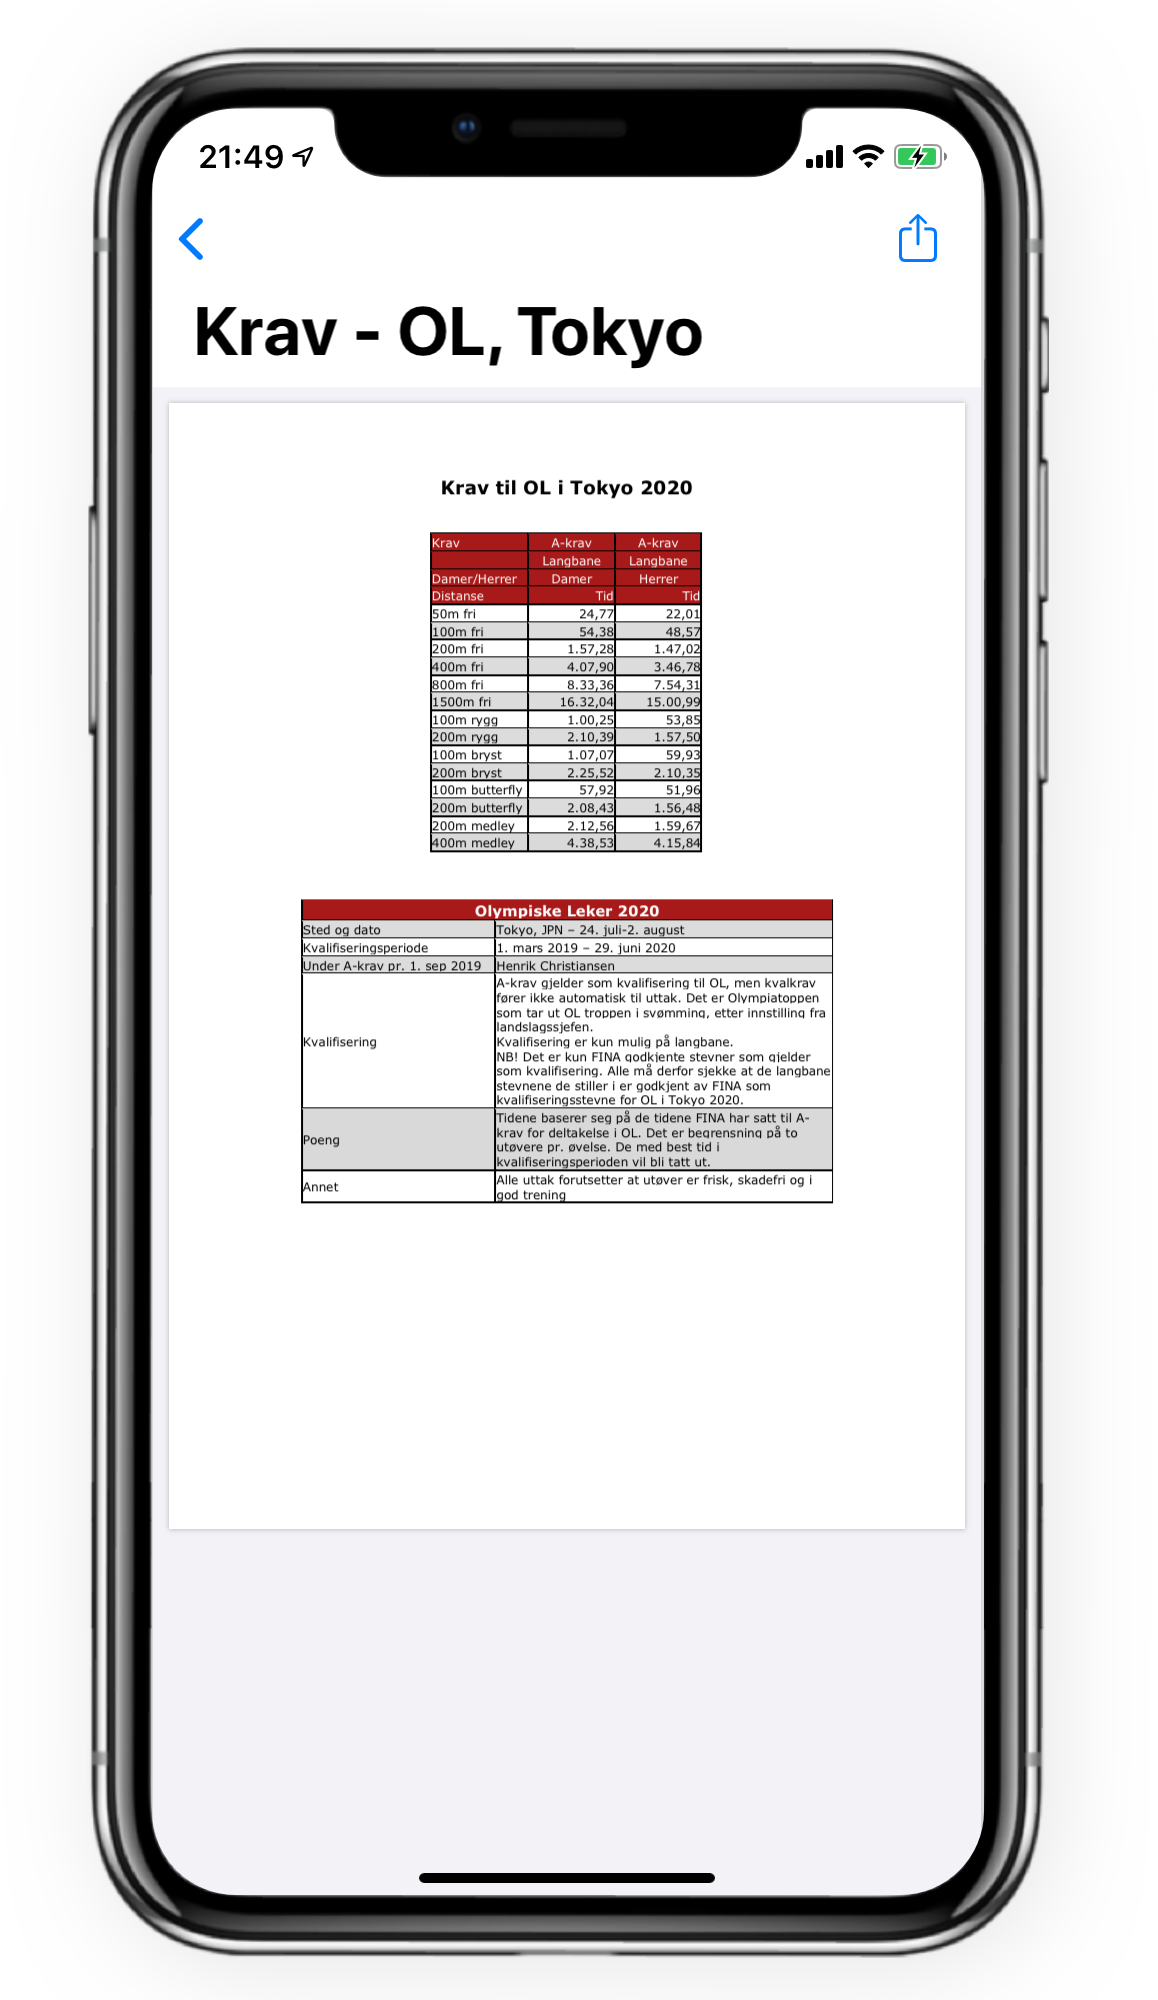 21:49
Krav - OL, Tokyo
Krav til OL i Tokyo 2020
Krav A-krav A-krav
Langbane Langbane
Damer/Herrer Damer Herrer
Distanse Tid Tid
50m fri 24,77 22,01
100m fri 54,38 48,57
200m fri 1.57,28 1.47,02
400m fri 4.07,90 3.46,78
800m fri 8.33,36 7.54,31
1500m fri 16.32,04 15.00,99
100m rygg 1.00,25 53,85
200m rygg 2.10,39 1.57,50
100m bryst 1.07,07 59,93
200m bryst 2.25,52 2.10,35
100m butterfly 57,92 51,96
200m butterfly 2.08,43 1.56,48
200m medley 2.12,56 1.59,67
400m medley 4.38,53 4.15,84
Olympiske Leker 2020
Sted og dato Tokyo, JPN – 24. juli-2. august
Kvalifiseringsperiode 1. mars 2019 – 29. juni 2020
Under A-krav pr. 1. sep 2019 Henrik Christiansen
Kvalifisering
A-krav gjelder som kvalifisering til OL, men kvalkrav
fører ikke automatisk til uttak. Det er Olympiatoppen
som tar ut OL troppen i svømming, etter innstilling fra
landslagssjefen.
Kvalifisering er kun mulig på langbane.
NB! Det er kun FINA godkjente stevner som gjelder
som kvalifisering. Alle må derfor sjekke at de langbane
stevnene de stiller i er godkjent av FINA som
kvalifiseringsstevne for OL i Tokyo 2020.
Poeng
Tidene baserer seg på de tidene FINA har satt til A-
krav for deltakelse i OL. Det er begrensning på to
utøvere pr. øvelse. De med best tid i
kvalifiseringsperioden vil bli tatt ut.
Annet
Alle uttak forutsetter at utøver er frisk, skadefri og i
god trening